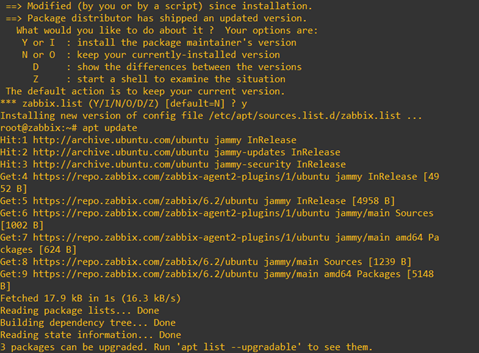 ==> Modified (by you or by a script) since installation.
==> Package distributor has shipped an updated version.
What would you like to do about it ?  Your options are:
Y or I  : install the package maintainer's version
N or O  : keep your currently-installed version
D     : show the differences between the versions
Z     : start a shell to examine the situation
The default action is to keep your current version.
*** zabbix.list (Y/I/N/O/D/Z) [default=N] ? y
Installing new version of config file /etc/apt/sources.list.d/zabbix.list ...
root@zabbix:~# apt update
Hit:1 http://archive.ubuntu.com/ubuntu jammy InRelease
Hit:2 http://archive.ubuntu.com/ubuntu jammy-updates InRelease
Hit:3 http://archive.ubuntu.com/ubuntu jammy-security InRelease
Get:4 https://repo.zabbix.com/zabbix-agent2-plugins/1/ubuntu jammy InRelease [49
52 B]
Get:5 https://repo.zabbix.com/zabbix/6.2/ubuntu jammy InRelease [4958 B]
Get:6 https://repo.zabbix.com/zabbix-agent2-plugins/1/ubuntu jammy/main Sources
[1002 B]
Get:7 https://repo.zabbix.com/zabbix-agent2-plugins/1/ubuntu jammy/main amd64 Pa
ckages [624 B]
Get:8 https://repo.zabbix.com/zabbix/6.2/ubuntu jammy/main Sources [1239 B]
Get:9 https://repo.zabbix.com/zabbix/6.2/ubuntu jammy/main amd64 Packages [5148
B]
Fetched 17.9 kB in 1s (16.3 kB/s)
Reading package lists... Done
Building dependency tree... Done
Reading state information... Done
3 packages can be upgraded. Run 'apt list --upgradable' to see them.